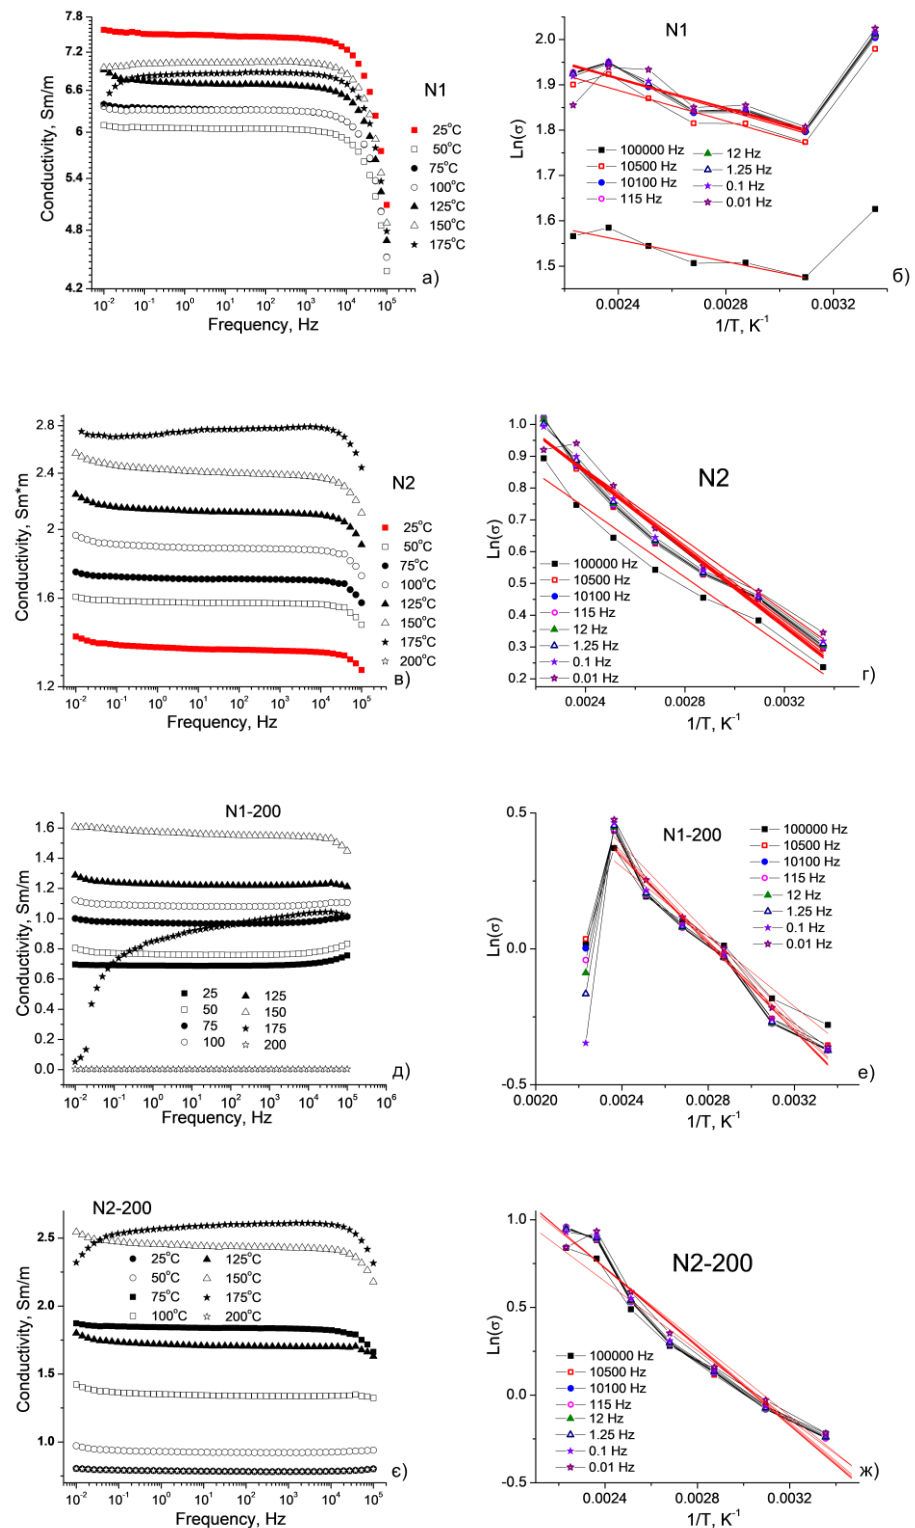 7.8
7.2
6.6
6
5.4
4.8
4.2
Conductivity, Sm/m
N1
25°C
50°C
75°C
100°C
125°C
150°C
175°C
10⁻² 10⁻¹ 10⁰ 10¹ 10² 10³ 10⁴ 10⁵
Frequency, Hz
а)
2.0
1.9
1.8
1.7
1.6
1.5
Ln(σ)
N1
100000 Hz
10500 Hz
10100 Hz
115 Hz
12 Hz
1.25 Hz
0.1 Hz
0.01 Hz
0.0024 0.0028 0.0032
1/T, K⁻¹
б)
2.8
2.4
2
1.6
1.2
Conductivity, Sm*m
N2
25°C
50°C
75°C
100°C
125°C
150°C
175°C
200°C
10⁻² 10⁻¹ 10⁰ 10¹ 10² 10³ 10⁴ 10⁵
Frequency, Hz
в)
1.0
0.9
0.8
0.7
0.6
0.5
0.4
0.3
0.2
Ln(σ)
N2
100000 Hz
10500 Hz
10100 Hz
115 Hz
12 Hz
1.25 Hz
0.1 Hz
0.01 Hz
0.0024 0.0028 0.0032
1/T, K⁻¹
г)
N1-200
1.6
1.4
1.2
1.0
0.8
0.6
0.4
0.2
0.0
Conductivity, Sm/m
25
50
75
100
125
150
175
200
10⁻² 10⁻¹ 10⁰ 10¹ 10² 10³ 10⁴ 10⁵ 10⁶
Frequency, Hz
д)
0.5
0.0
-0.5
Ln(σ)
N1-200
100000 Hz
10500 Hz
10100 Hz
115 Hz
12 Hz
1.25 Hz
0.1 Hz
0.01 Hz
0.0020 0.0024 0.0028 0.0032
1/T, K⁻¹
е)
N2-200
2.5
2.0
1.5
1.0
Conductivity, Sm/m
25°C
50°C
75°C
100°C
125°C
150°C
175°C
200°C
10⁻² 10⁻¹ 10⁰ 10¹ 10² 10³ 10⁴ 10⁵
Frequency, Hz
є)
1.0
0.5
0.0
-0.5
Ln(σ)
N2-200
100000 Hz
10500 Hz
10100 Hz
115 Hz
12 Hz
1.25 Hz
0.1 Hz
0.01 Hz
0.0024 0.0028 0.0032
1/T, K⁻¹
ж)